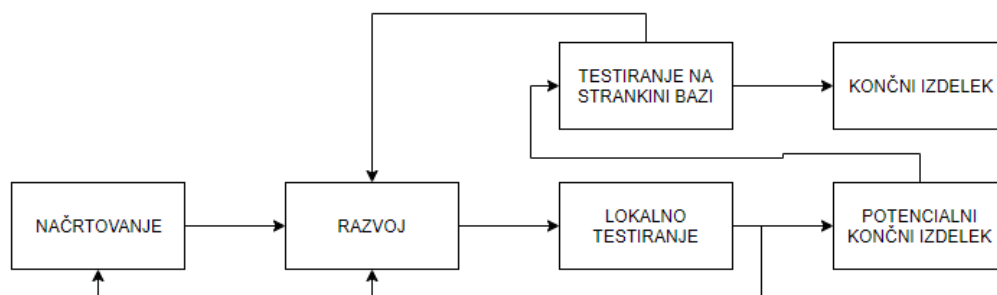 TESTIRANJE NA
STRANKINI BAZI
KONČNI IZDELEK
NAČRTOVANJE
RAZVOJ
LOKALNO
TESTIRANJE
POTENCIALNI
KONČNI IZDELEK